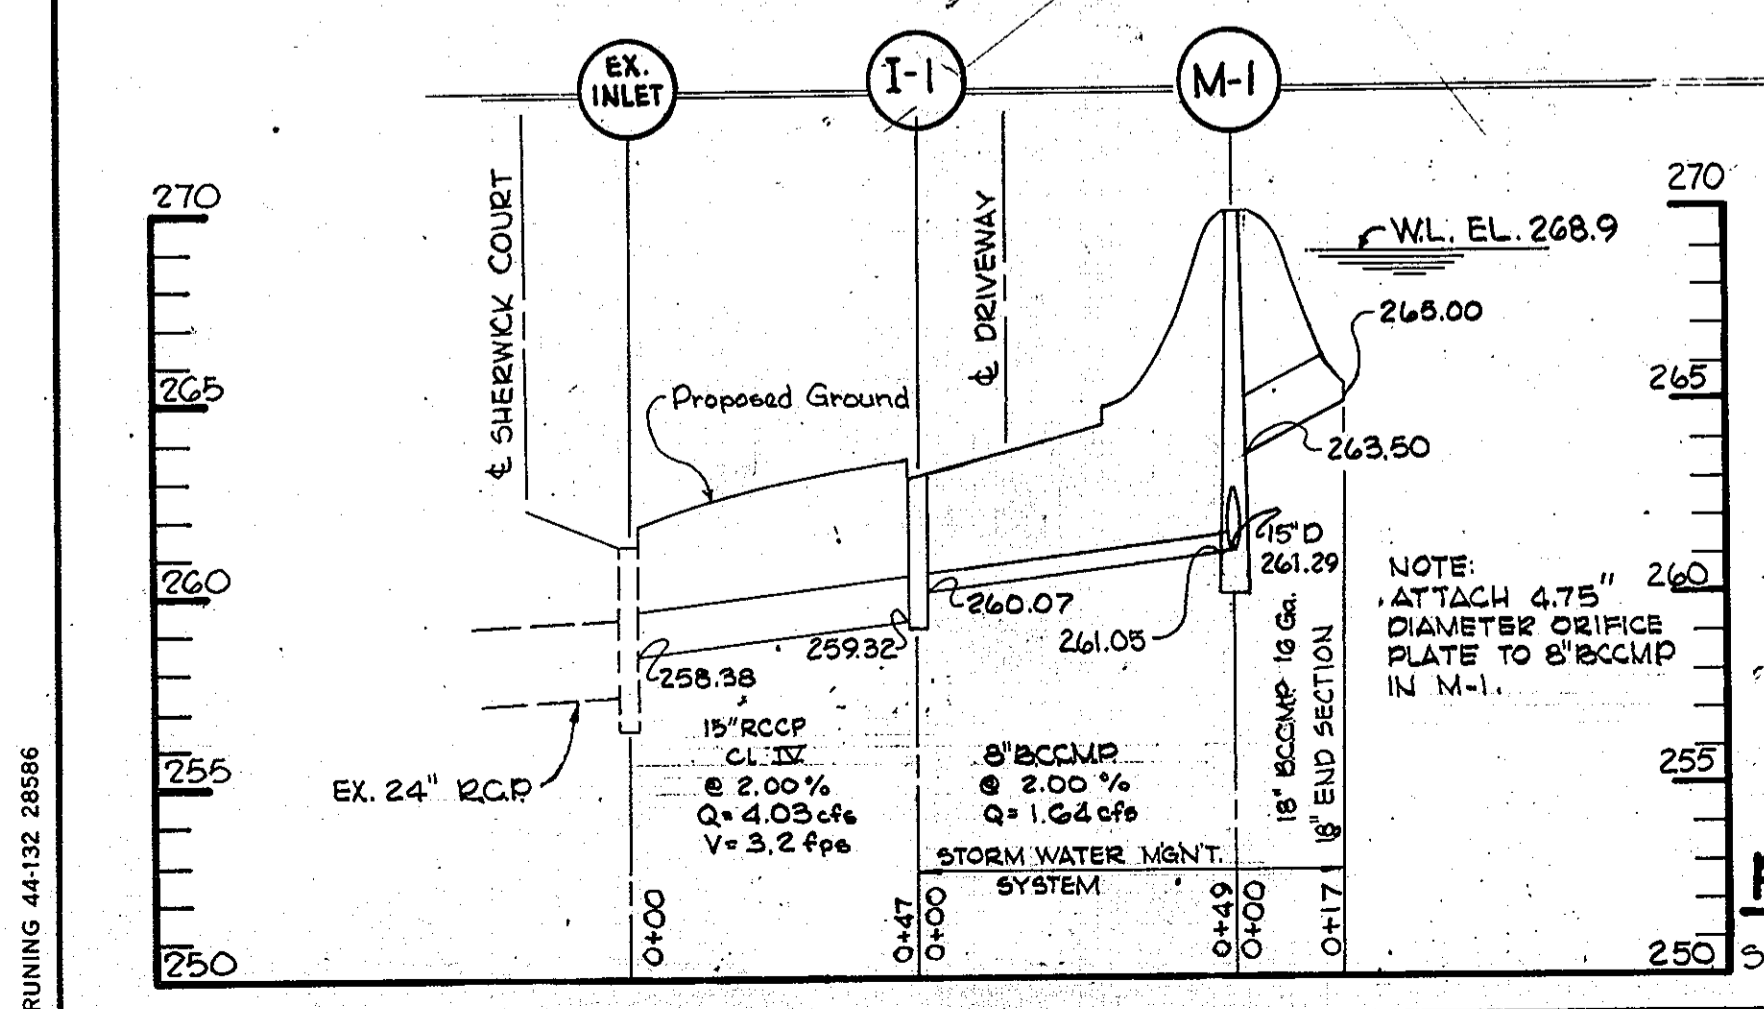 EX.
INLET
I-1
M-1
270
265
260
255
250
270
265
260
255
250
℄ SHERWICK COURT
℄ DRIVEWAY
W.L. EL. 268.9
265.00
263.50
Proposed Ground
15"D
261.29
260.07
261.05
259.32
258.38
EX. 24" R.C.P.
15" RCCP
CL. IV
@ 2.00%
Q= 4.03 cfs
V= 3.2 fps
8" BCCMP
@ 2.00%
Q= 1.64 cfs
18" BCCMP 16 Ga.
18" END SECTION
NOTE:
ATTACH 4.75"
DIAMETER ORIFICE
PLATE TO 8" BCCMP
IN M-1.
STORM WATER MGN'T.
SYSTEM
0+00
0+47
0+00
0+49
0+00
0+17
RUNING 44-132 28586